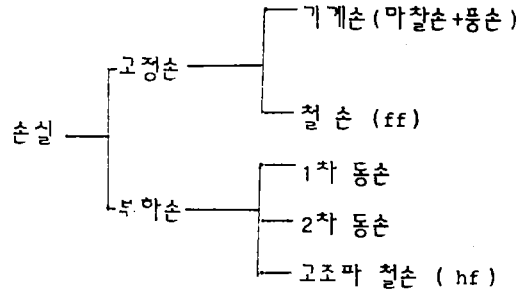 기계손(마찰손+풍손)
고정손
철 손 (ff)
손실
1차 동손
부하손
2차 동손
고조파 철손 ( hf)